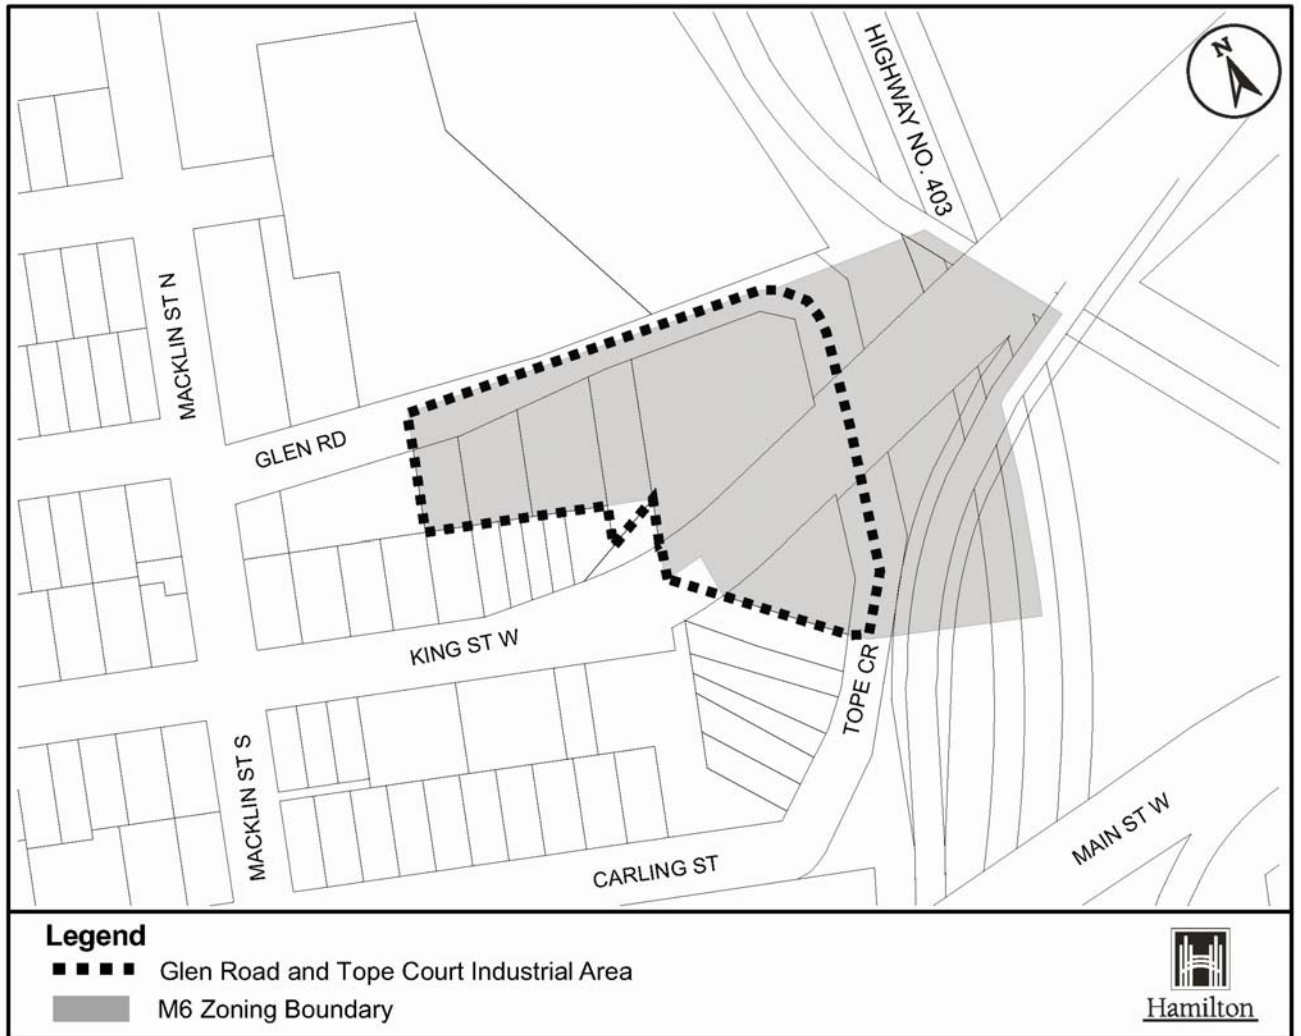 HIGHWAY NO. 403
N
MACKLIN ST N
GLEN RD
KING ST W
TOPE CR
MACKLIN ST S
MAIN ST W
CARLING ST
Legend
Glen Road and Tope Court Industrial Area
M6 Zoning Boundary
Hamilton